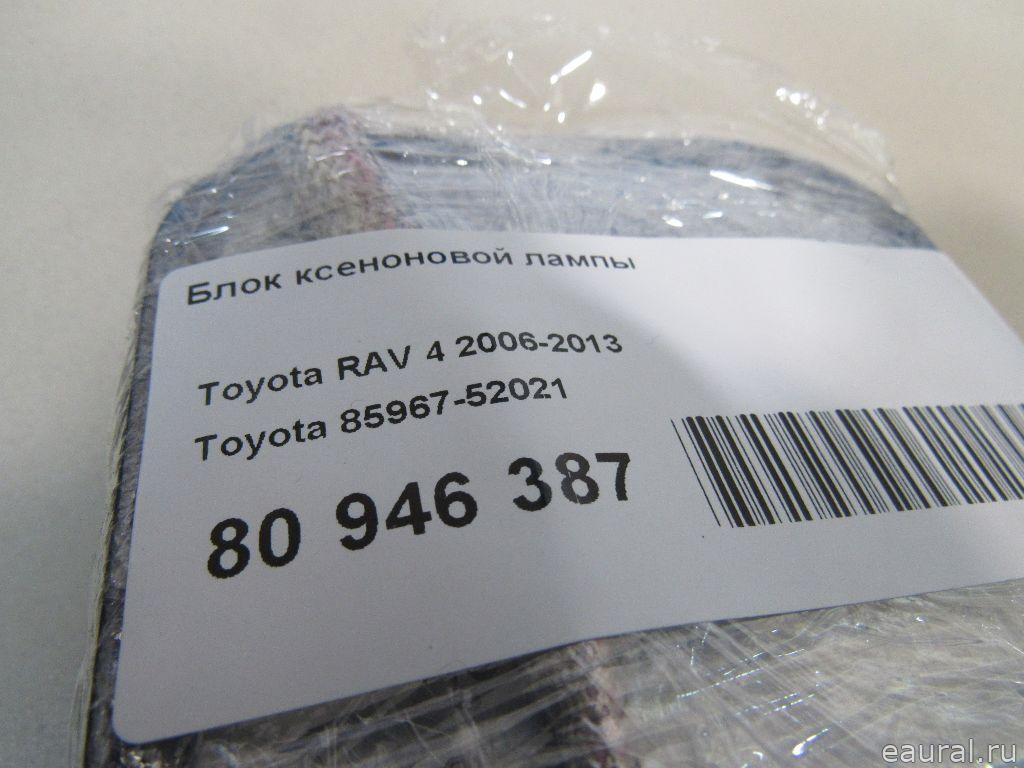 Блок ксеноновой лампы
Toyota RAV 4 2006-2013
Toyota 85967-52021
80 946 387
eaural.ru